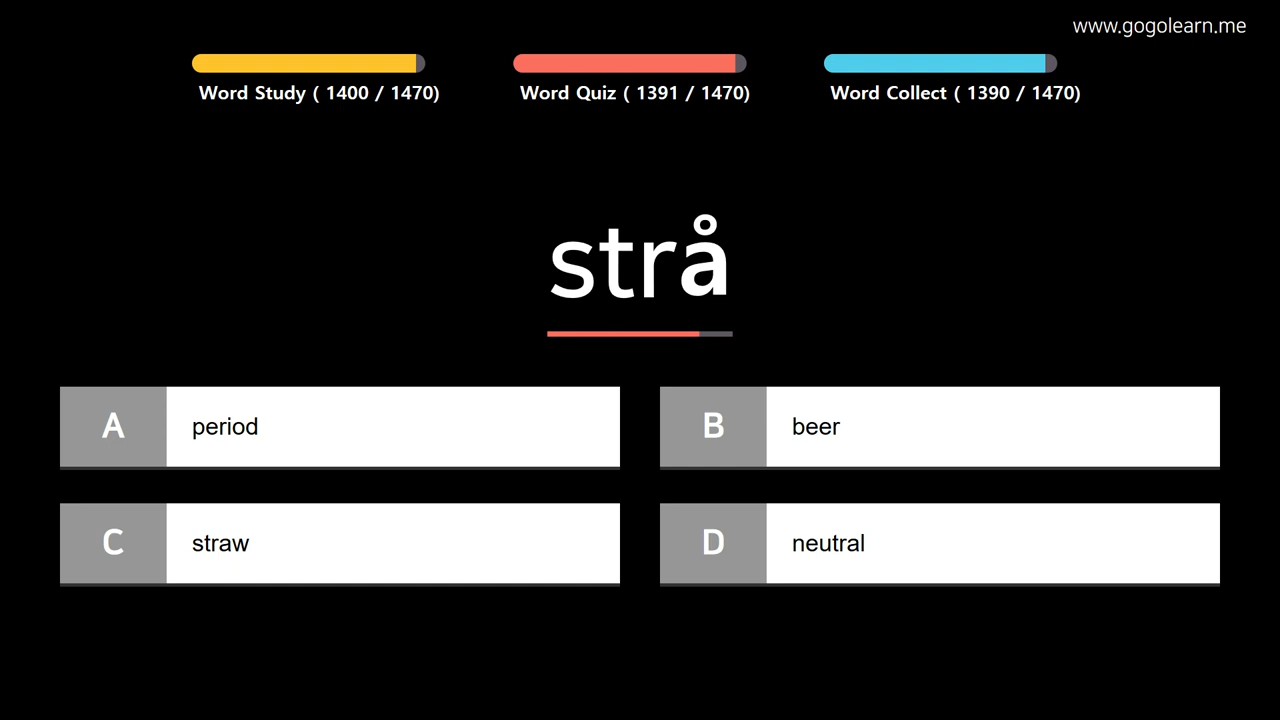 www.gogolearn.me
Word Study ( 1400 / 1470)
Word Quiz ( 1391 / 1470)
Word Collect ( 1390 / 1470)
strå
A period
B beer
C straw
D neutral